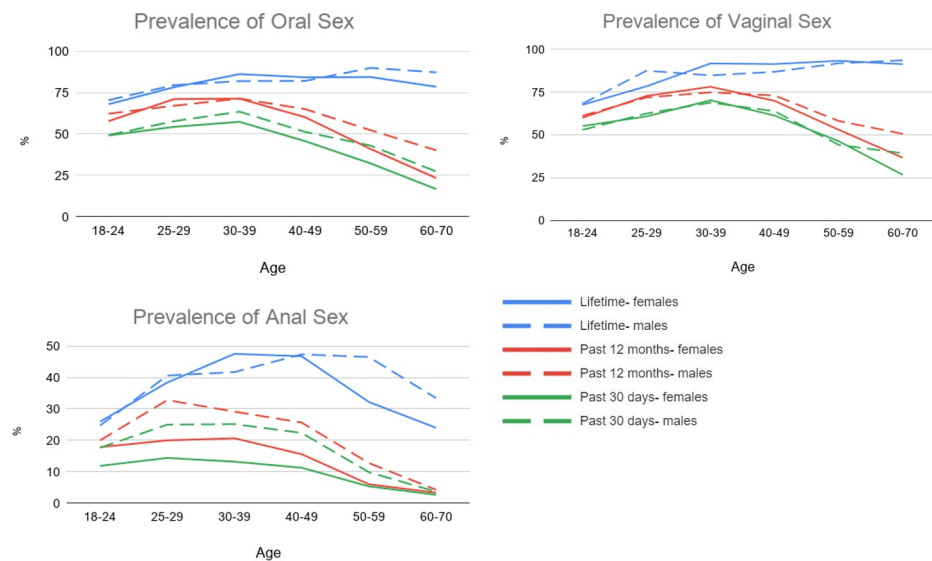 Prevalence of Oral Sex
100
75
50
25
0
%
18-24 25-29 30-39 40-49 50-59 60-70
Age
Prevalence of Vaginal Sex
100
75
50
25
0
%
18-24 25-29 30-39 40-49 50-59 60-70
Age
Prevalence of Anal Sex
50
40
30
20
10
0
%
18-24 25-29 30-39 40-49 50-59 60-70
Age
Lifetime- females
Lifetime- males
Past 12 months- females
Past 12 months- males
Past 30 days- females
Past 30 days- males